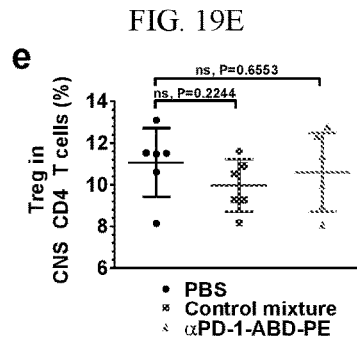 FIG. 19E
e
ns, P=0.6553
ns, P=0.2244
Treg in
CNS CD4 T cells (%)
14
12
10
8
6
PBS
Control mixture
αPD-1-ABD-PE